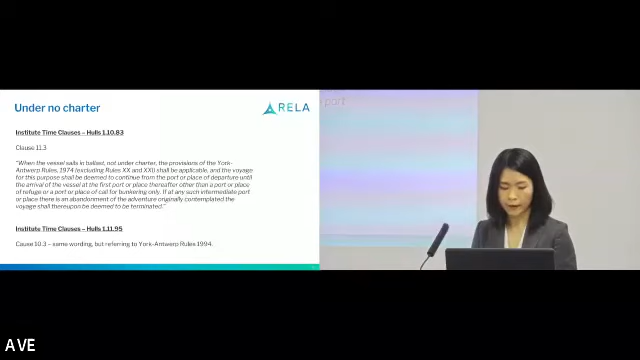 Under no charter
RELA
Institute Time Clauses – Hulls 1.10.83
Clause 11.3
"When the vessel sails in ballast, not under charter, the provisions of the York-
Antwerp Rules, 1974 (excluding Rules XX and XXI) shall be applicable, and the voyage
for this purpose shall be deemed to continue from the port or place of departure until
the arrival of the vessel at the first port or place thereafter other than a port or place
of refuge or a port or place of call for bunkering only. If at any such intermediate port
or place there is an abandonment of the adventure originally contemplated the
voyage shall thereupon be deemed to be terminated."
Institute Time Clauses – Hulls 1.11.95
Cause 10.3 – same wording, but referring to York-Antwerp Rules 1994.
port
AVE